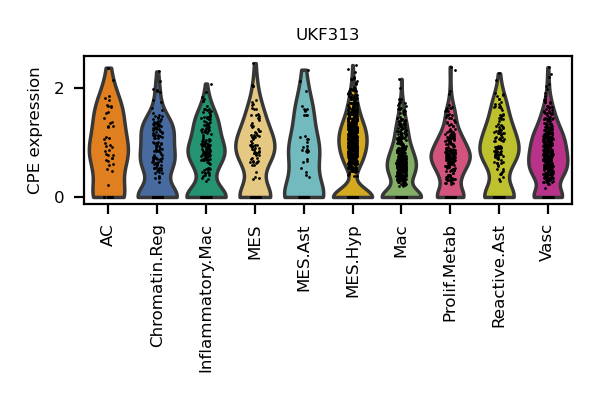 UKF313
CPE expression
2
0
AC
Chromatin.Reg
Inflammatory.Mac
MES
MES.Ast
MES.Hyp
Mac
Prolif.Metab
Reactive.Ast
Vasc